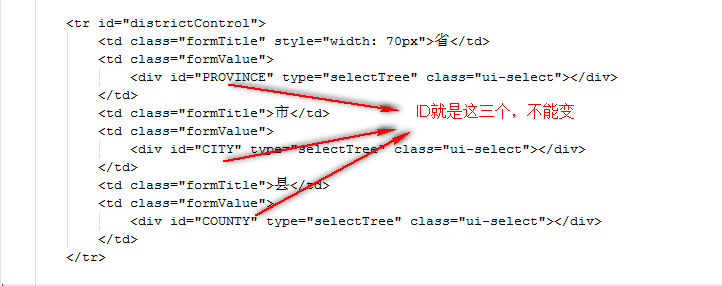 <tr id="districtControl">
<td class="formTitle" style="width: 70px">省</td>
<td class="formValue">
<div id="PROVINCE" type="selectTree" class="ui-select"></div>
</td>
<td class="formTitle">市</td>
<td class="formValue">
<div id="CITY" type="selectTree" class="ui-select"></div>
</td>
<td class="formTitle">县</td>
<td class="formValue">
<div id="COUNTY" type="selectTree" class="ui-select"></div>
</td>
</tr>
ID就是这三个，不能变